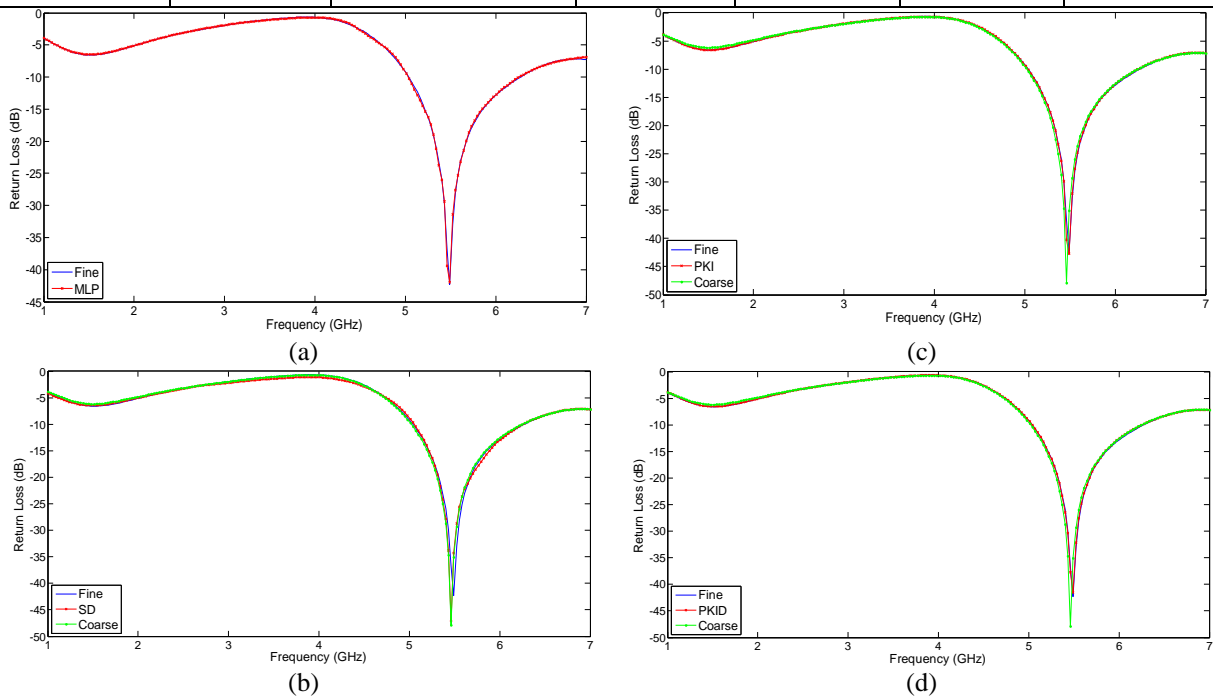 0
-5
-10
-15
-20
-25
-30
-35
-40
-45
Return Loss (dB)
Fine
MLP
1 2 3 4 5 6 7
Frequency (GHz)
(a)
0
-5
-10
-15
-20
-25
-30
-35
-40
-45
-50
Return Loss (dB)
Fine
PKI
Coarse
1 2 3 4 5 6 7
Frequency (GHz)
(c)
0
-5
-10
-15
-20
-25
-30
-35
-40
-45
-50
Return Loss (dB)
Fine
SD
Coarse
1 2 3 4 5 6 7
Frequency (GHz)
(b)
0
-5
-10
-15
-20
-25
-30
-35
-40
-45
-50
Return Loss (dB)
Fine
PKID
Coarse
1 2 3 4 5 6 7
Frequency (GHz)
(d)